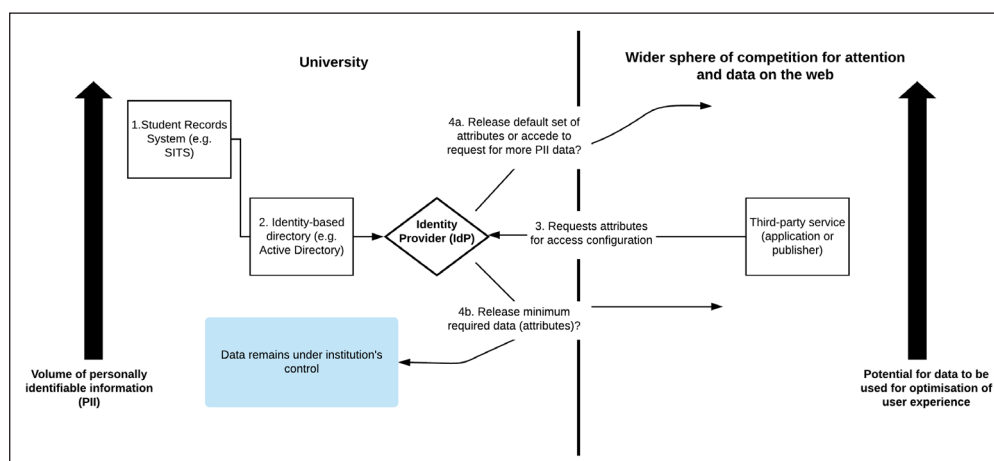 University
Wider sphere of competition for attention
and data on the web
1.Student Records
System (e.g.
SITS)
4a. Release default set of
attributes or accede to
request for more PII data?
2. Identity-based
directory (e.g.
Active Directory)
Identity
Provider (IdP)
3. Requests attributes
for access configuration
Third-party service
(application or
publisher)
4b. Release minimum
required data (attributes)?
Data remains under institution's
control
Volume of personally
identifiable information
(PII)
Potential for data to be
used for optimisation of
user experience